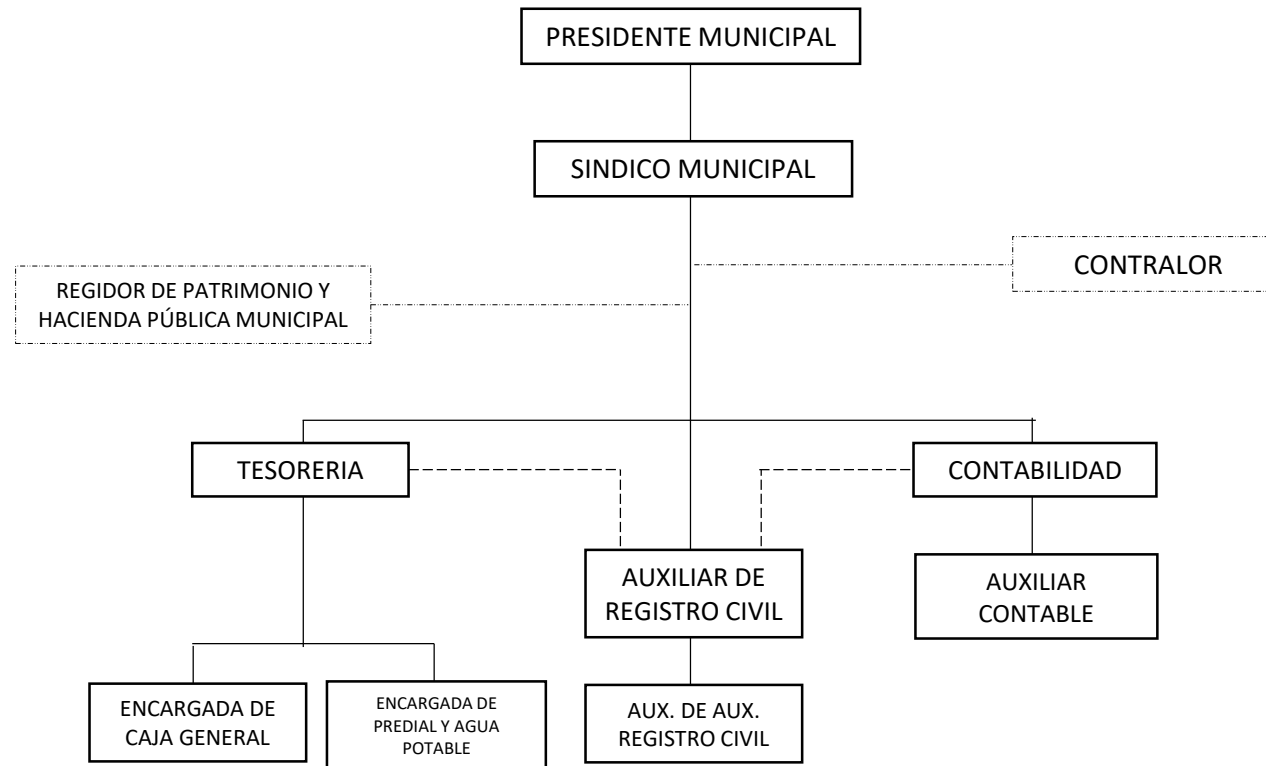 PRESIDENTE MUNICIPAL
SINDICO MUNICIPAL
CONTRALOR
REGIDOR DE PATRIMONIO Y
HACIENDA PÚBLICA MUNICIPAL
TESORERIA
CONTABILIDAD
AUXILIAR DE
REGISTRO CIVIL
AUXILIAR
CONTABLE
ENCARGADA DE
CAJA GENERAL
ENCARGADA DE
PREDIAL Y AGUA
POTABLE
AUX. DE AUX.
REGISTRO CIVIL